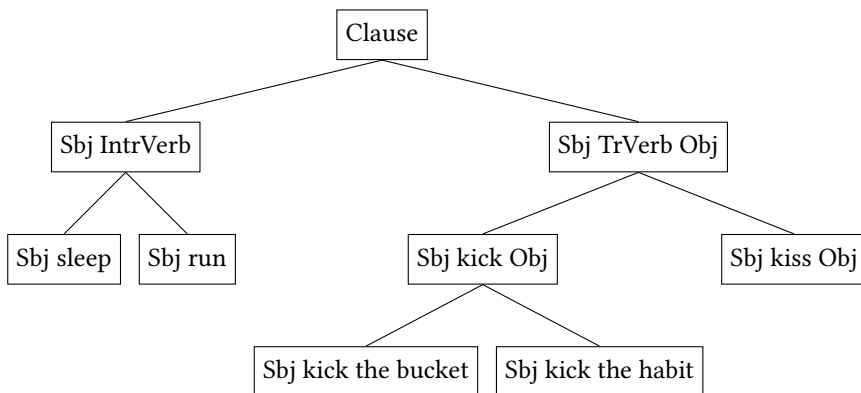 Clause
Sbj IntrVerb
Sbj TrVerb Obj
Sbj sleep
Sbj run
Sbj kick Obj
Sbj kiss Obj
Sbj kick the bucket
Sbj kick the habit